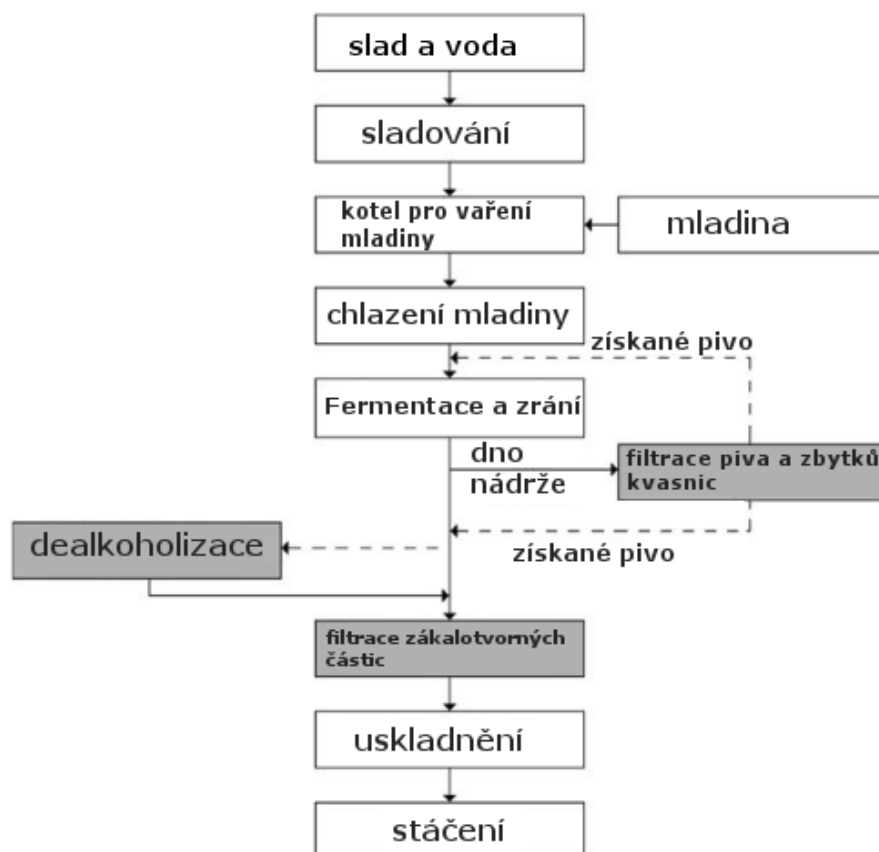 slad a voda
sladování
kotel pro vaření
mladiny
mladina
chlazení mladiny
získané pivo
Fermentace a zrání
dno
nádrže
filtrace piva a zbytků
kvasnic
získané pivo
dealkoholizace
filtrace zákalotvorných
částic
uskladnění
stáčení